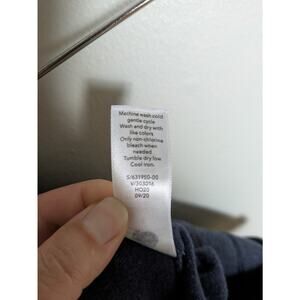 Machine wash cold
gentle cycle
Wash and dry with
like colors
Only non-chlorine
bleach when
needed
Tumble dry low
Cool iron.
S/631950-00
V/303016
HO20
09/20